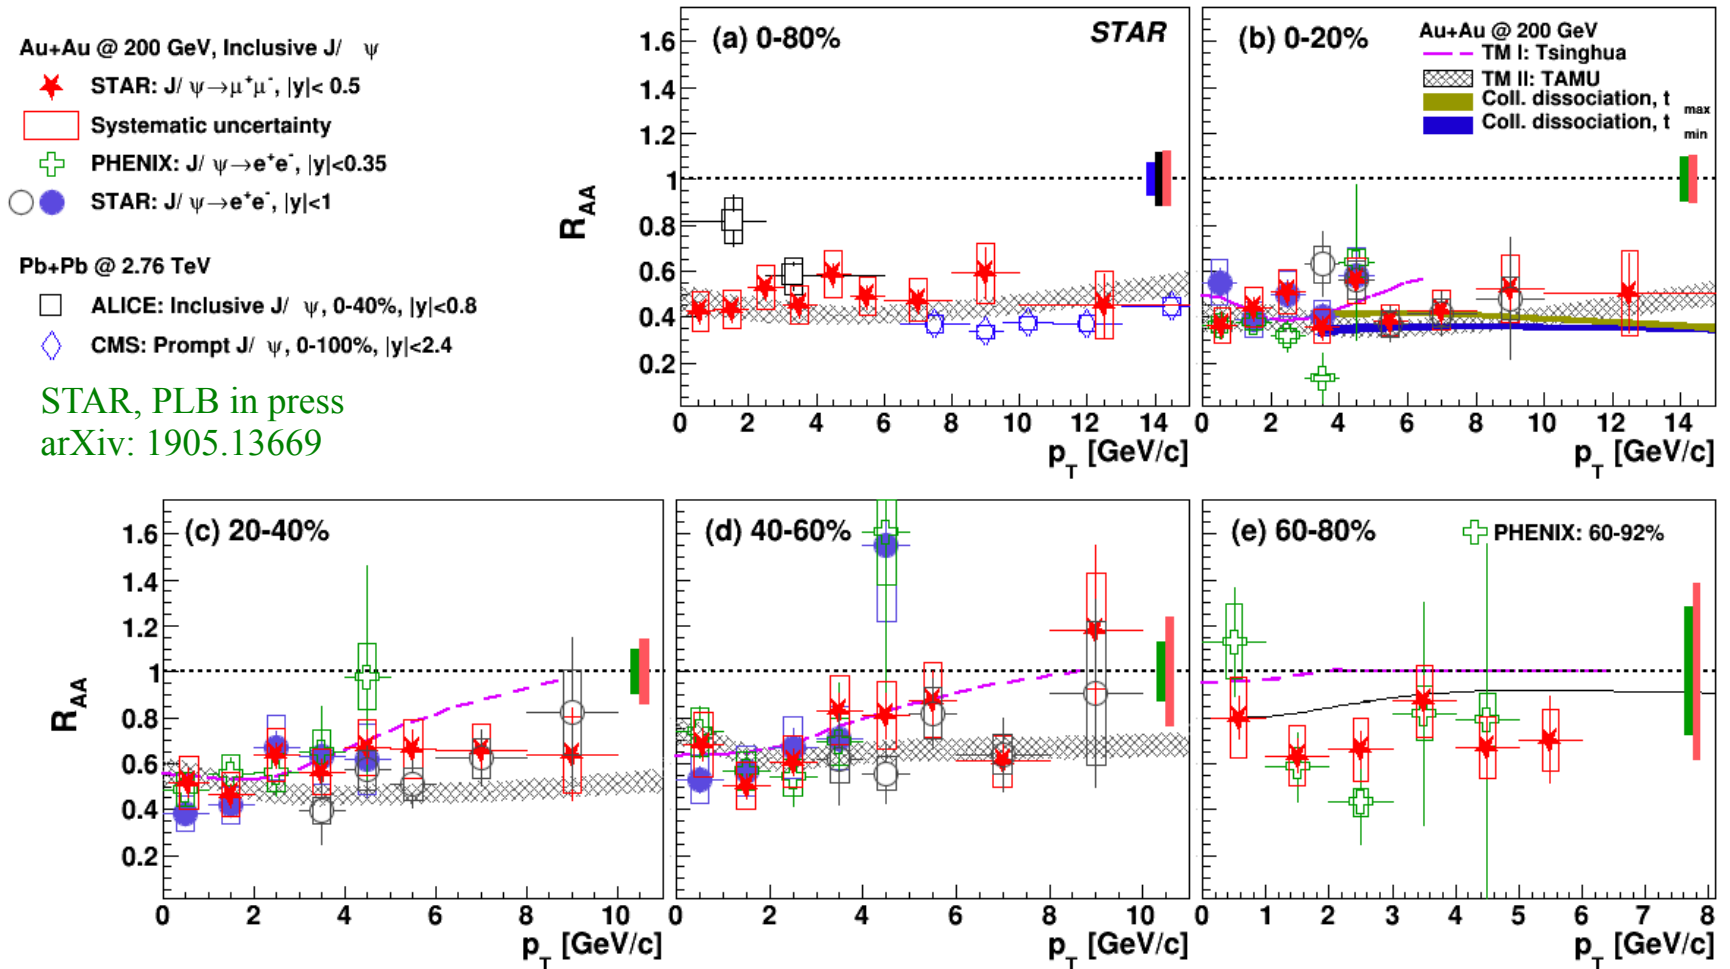 Au+Au @ 200 GeV, Inclusive J/ ψ
STAR: J/ ψ→μ+μ-, |y|< 0.5
Systematic uncertainty
PHENIX: J/ ψ→e+e-, |y|<0.35
STAR: J/ ψ→e+e-, |y|<1
Pb+Pb @ 2.76 TeV
ALICE: Inclusive J/ ψ, 0-40%, |y|<0.8
CMS: Prompt J/ ψ, 0-100%, |y|<2.4
STAR, PLB in press
arXiv: 1905.13669
(a) 0-80%
STAR
RAA
1.6
1.4
1.2
1
0.8
0.6
0.4
0.2
0 2 4 6 8 10 12 14
pT [GeV/c]
(b) 0-20%
Au+Au @ 200 GeV
TM I: Tsinghua
TM II: TAMU
Coll. dissociation, t max
Coll. dissociation, t min
0 2 4 6 8 10 12 14
pT [GeV/c]
(c) 20-40%
RAA
1.6
1.4
1.2
1
0.8
0.6
0.4
0.2
0 2 4 6 8 10
pT [GeV/c]
(d) 40-60%
0 2 4 6 8 10
pT [GeV/c]
(e) 60-80%
PHENIX: 60-92%
0 1 2 3 4 5 6 7 8
pT [GeV/c]